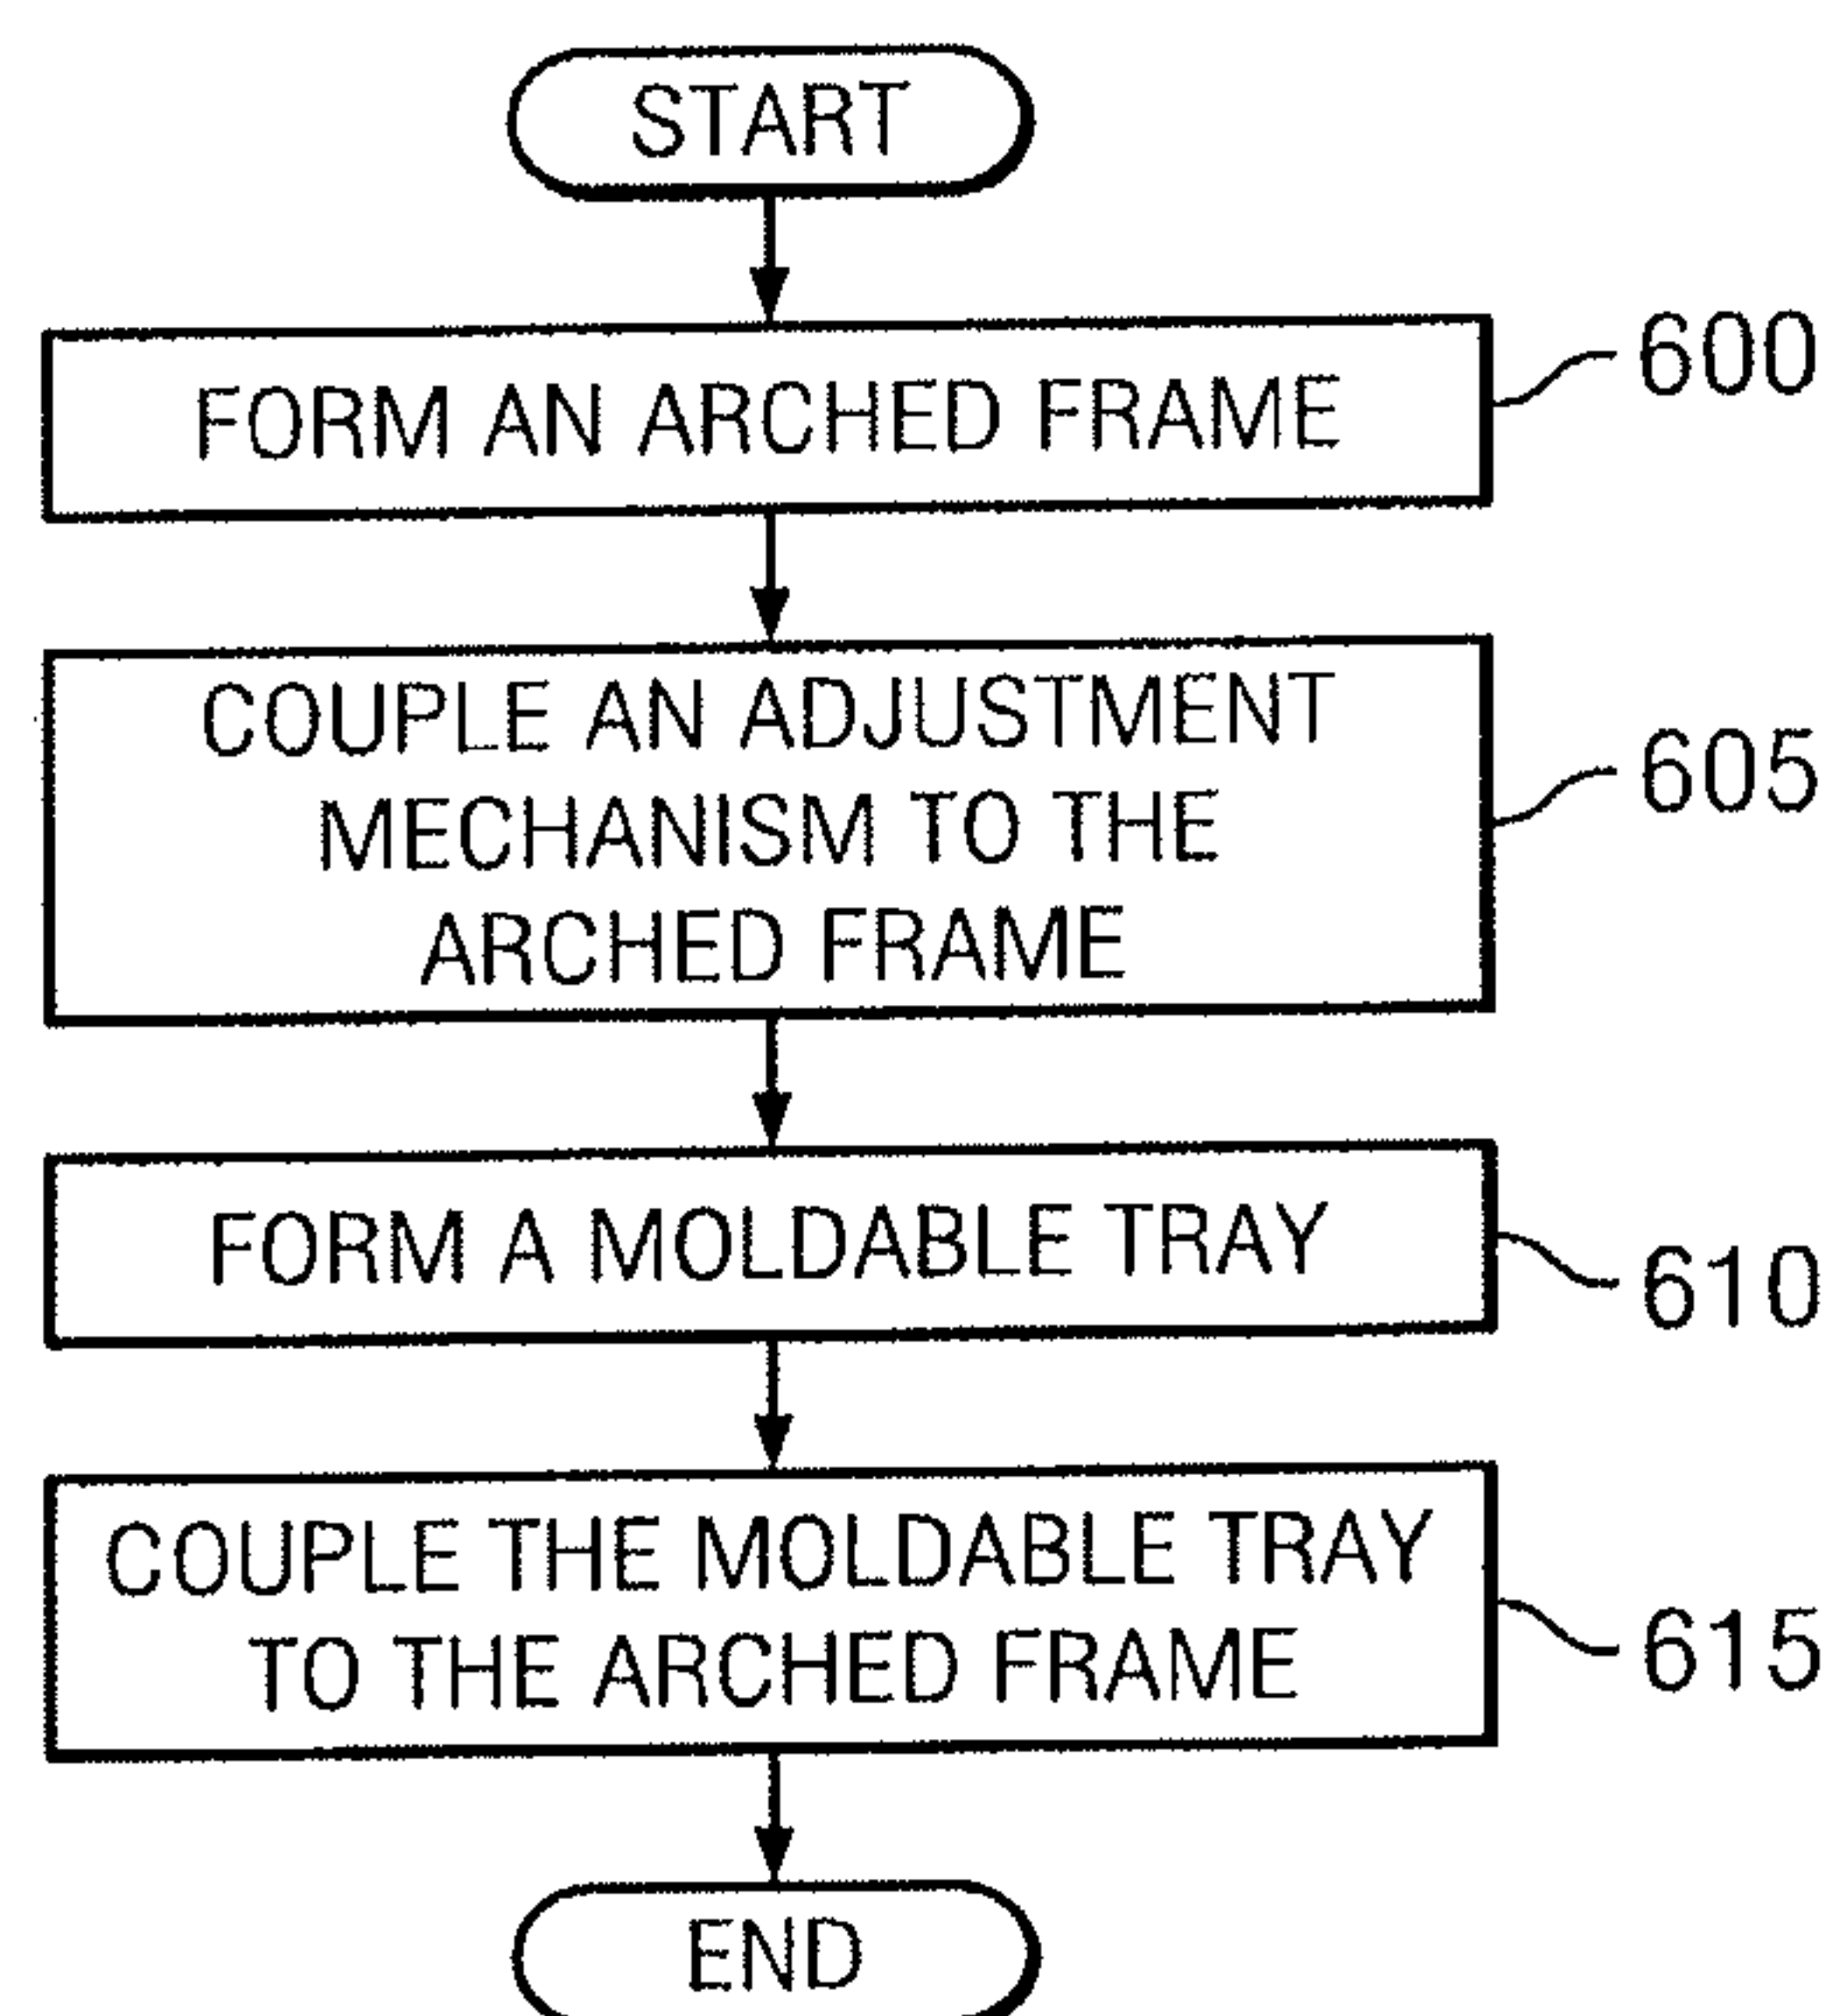 START
FORM AN ARCHED FRAME
600
COUPLE AN ADJUSTMENT
MECHANISM TO THE
ARCHED FRAME
605
FORM A MOLDABLE TRAY
610
COUPLE THE MOLDABLE TRAY
TO THE ARCHED FRAME
615
END